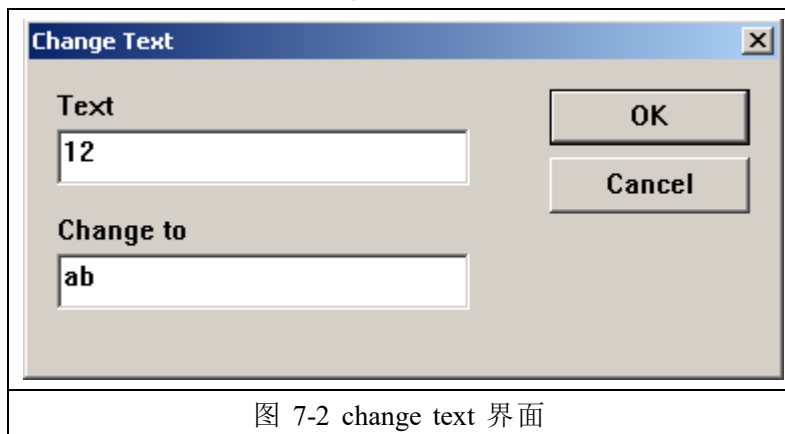 Change Text
Text
OK
12
Cancel
Change to
ab
图 7-2 change text 界面